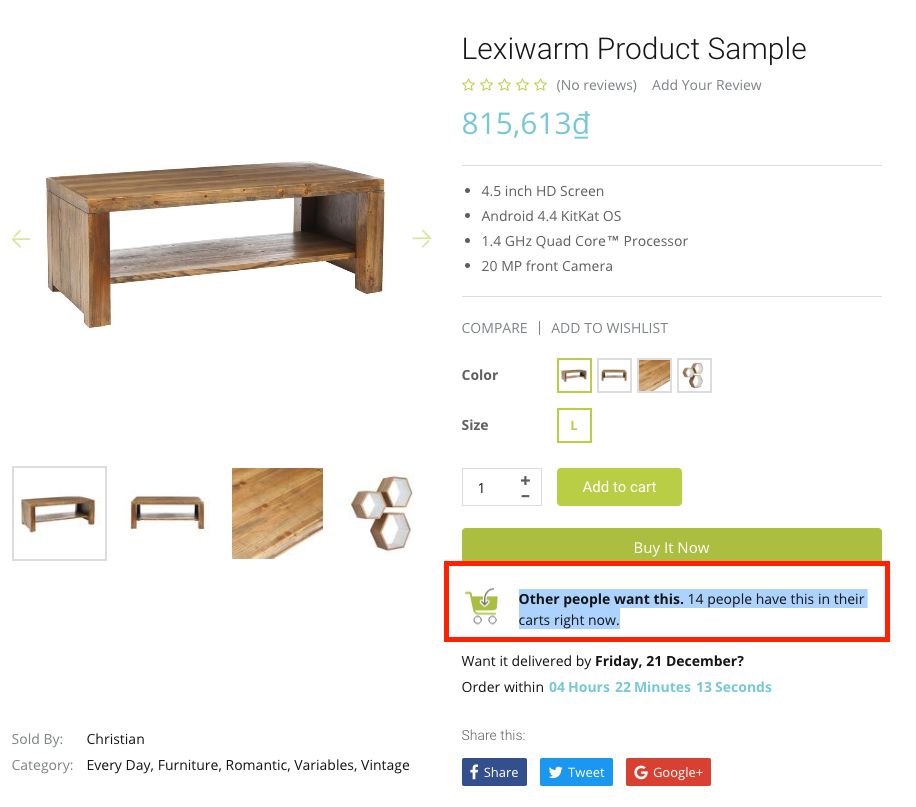 Lexiwarm Product Sample
(No reviews) Add Your Review
815,613₫
4.5 inch HD Screen
Android 4.4 KitKat OS
1.4 GHz Quad Core™ Processor
20 MP front Camera
COMPARE | ADD TO WISHLIST
Color
Size L
1 + − Add to cart
Buy It Now
Other people want this. 14 people have this in their
carts right now.
Want it delivered by Friday, 21 December?
Order within 04 Hours 22 Minutes 13 Seconds
Sold By: Christian
Category: Every Day, Furniture, Romantic, Variables, Vintage
Share this:
Share Tweet Google+